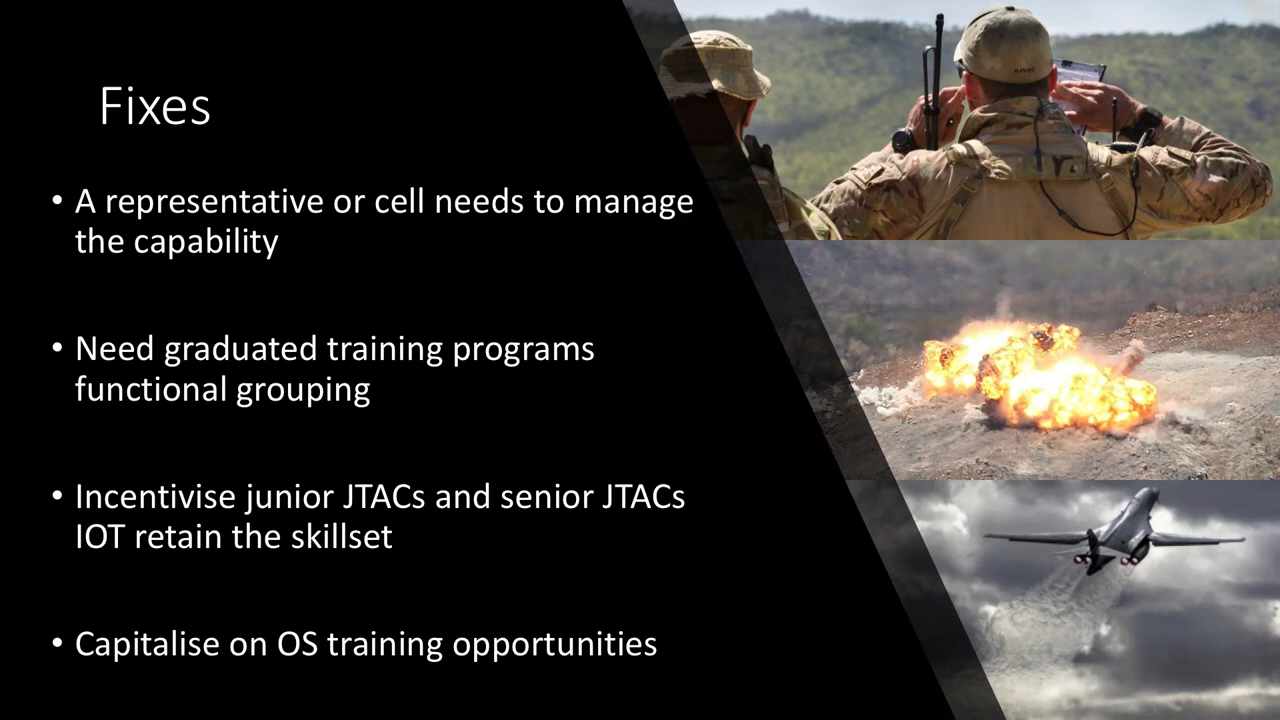 Fixes
• A representative or cell needs to manage
the capability
• Need graduated training programs
functional grouping
• Incentivise junior JTACs and senior JTACs
IOT retain the skillset
• Capitalise on OS training opportunities